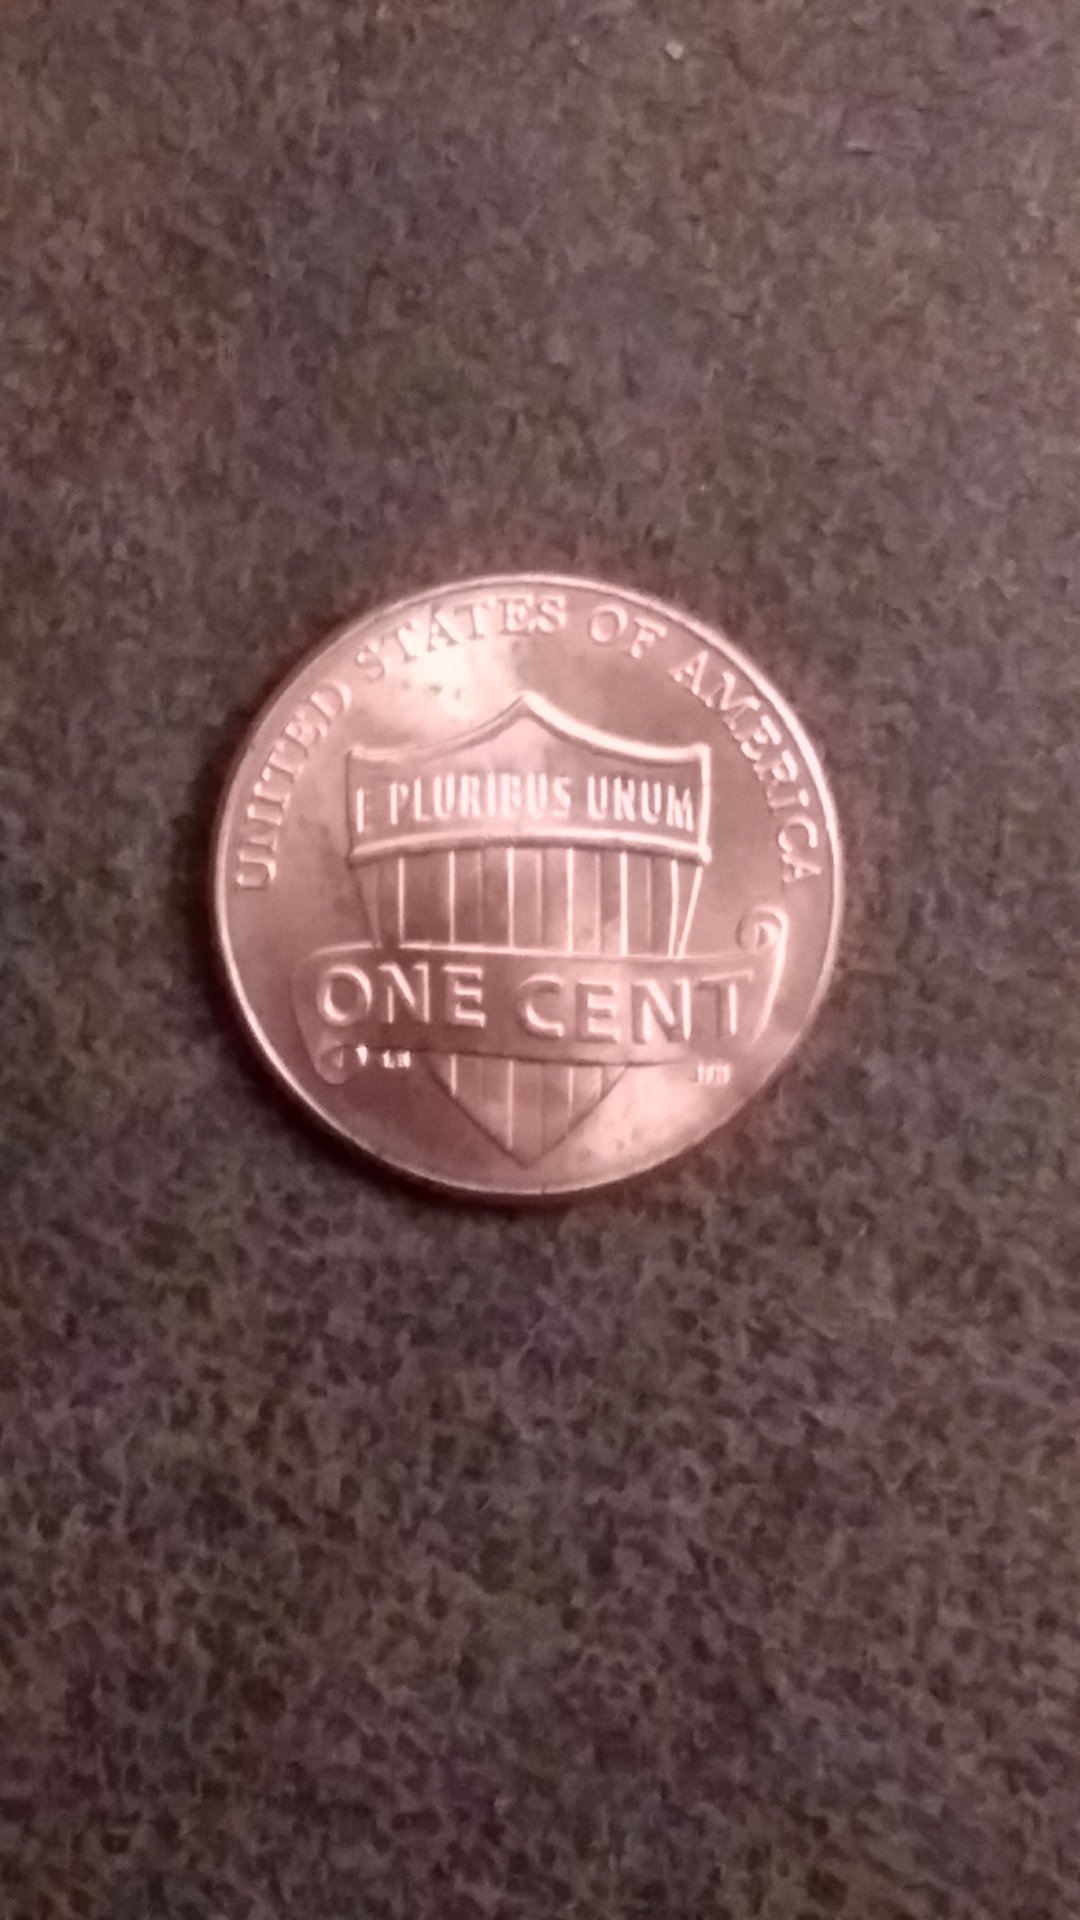 UNITED STATES OF AMERICA
E PLURIBUS UNUM
ONE CENT